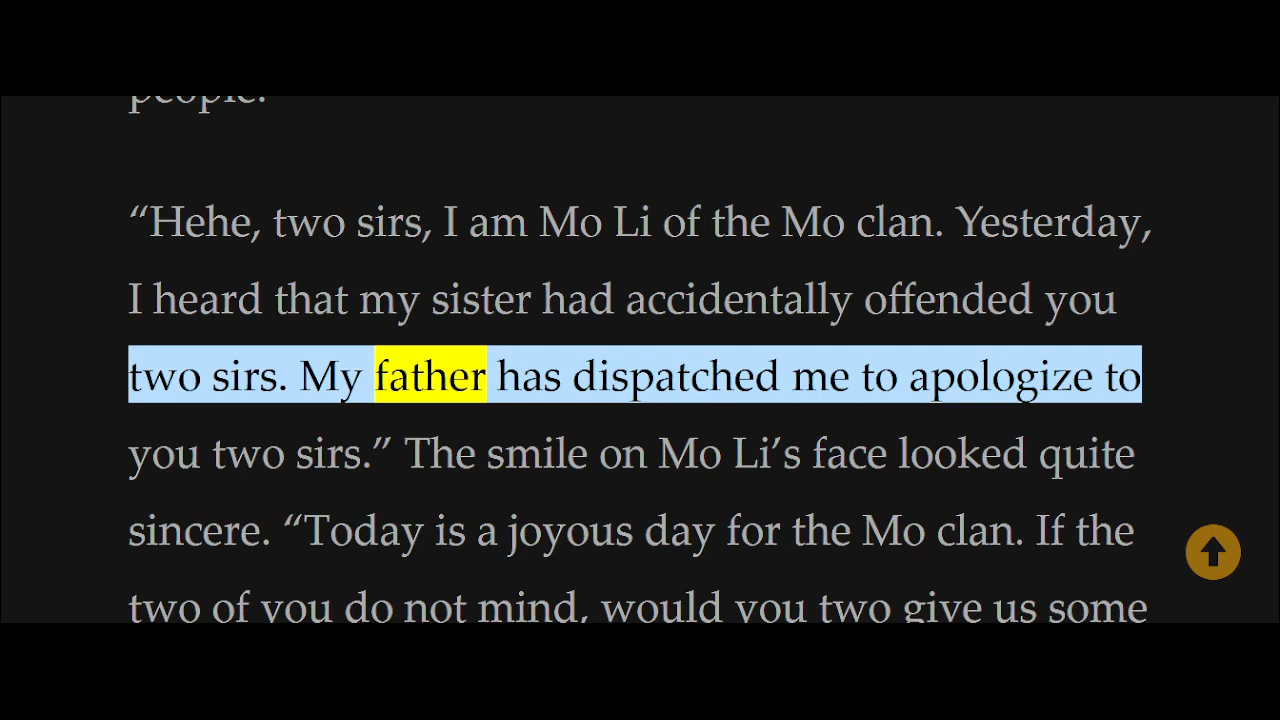 people.
“Hehe, two sirs, I am Mo Li of the Mo clan. Yesterday,
I heard that my sister had accidentally offended you
two sirs. My father has dispatched me to apologize to
you two sirs.” The smile on Mo Li’s face looked quite
sincere. “Today is a joyous day for the Mo clan. If the
two of you do not mind, would you two give us some